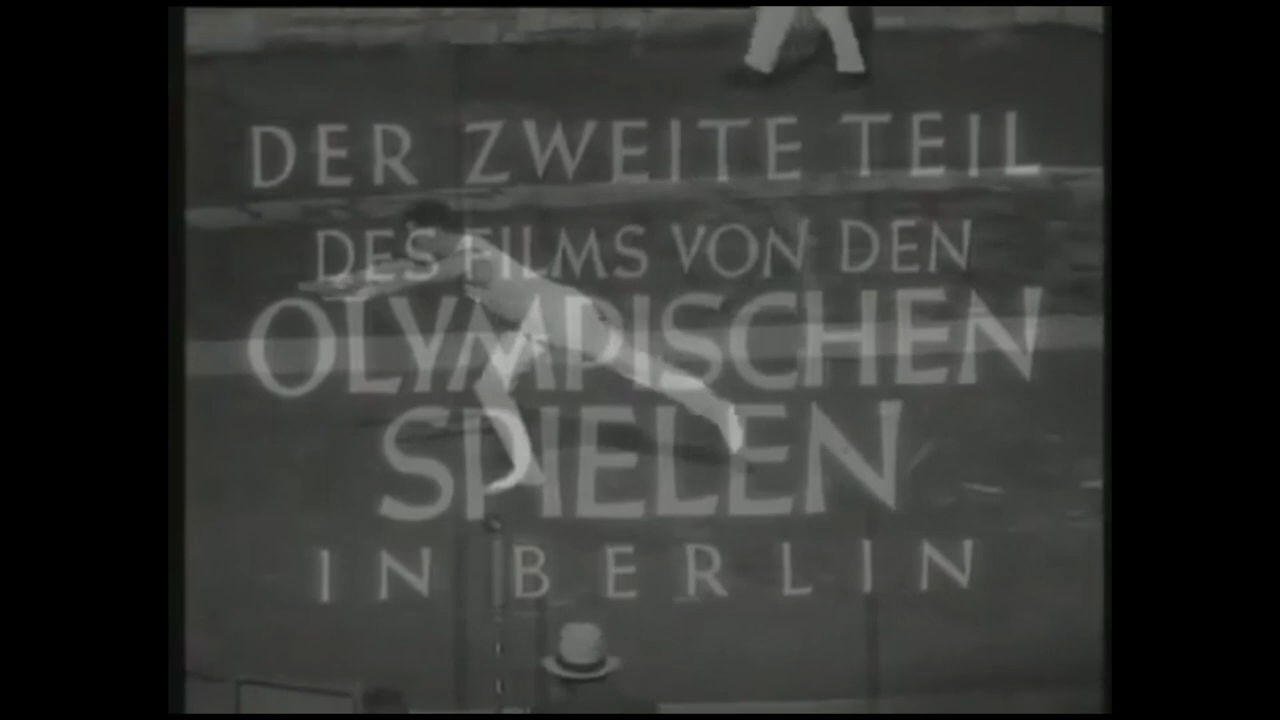 DER ZWEITE TEIL
DES FILMS VON DEN
OLYMPISCHEN
SPIELEN
IN BERLIN